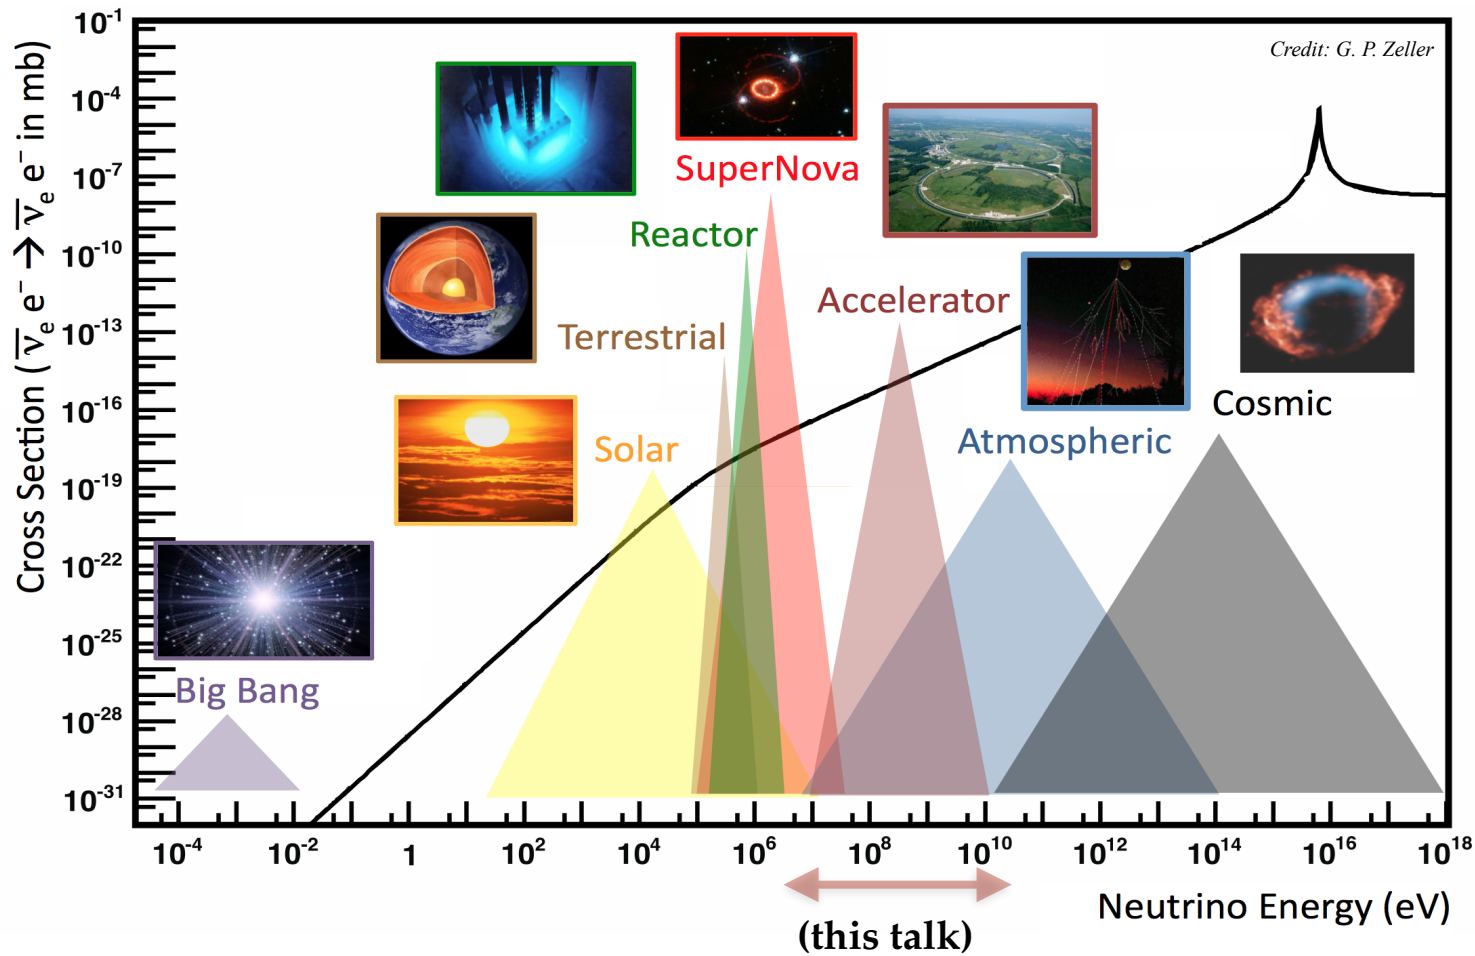 Credit: G. P. Zeller
Cross Section (ν̅ₑ e⁻ → ν̅ₑ e⁻ in mb)
10⁻¹
10⁻⁴
10⁻⁷
10⁻¹⁰
10⁻¹³
10⁻¹⁶
10⁻¹⁹
10⁻²²
10⁻²⁵
10⁻²⁸
10⁻³¹
SuperNova
Reactor
Accelerator
Terrestrial
Cosmic
Solar
Atmospheric
Big Bang
10⁻⁴ 10⁻² 1 10² 10⁴ 10⁶ 10⁸ 10¹⁰ 10¹² 10¹⁴ 10¹⁶ 10¹⁸
Neutrino Energy (eV)
(this talk)